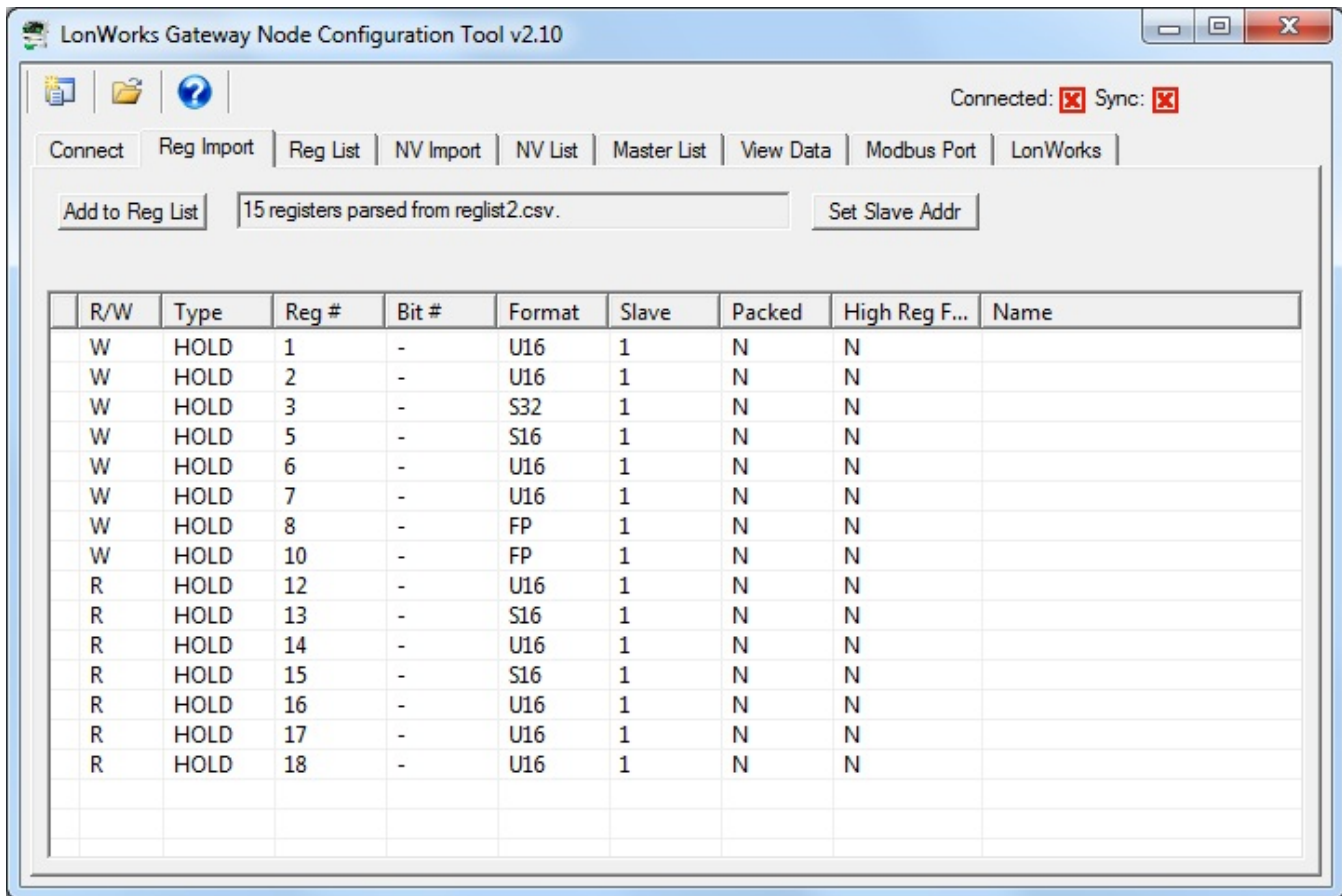 LonWorks Gateway Node Configuration Tool v2.10
Connected: Sync:
Connect Reg Import Reg List NV Import NV List Master List View Data Modbus Port LonWorks
Add to Reg List 15 registers parsed from reglist2.csv. Set Slave Addr
R/W Type Reg # Bit # Format Slave Packed High Reg F... Name
W HOLD 1 - U16 1 N N
W HOLD 2 - U16 1 N N
W HOLD 3 - S32 1 N N
W HOLD 5 - S16 1 N N
W HOLD 6 - U16 1 N N
W HOLD 7 - U16 1 N N
W HOLD 8 - FP 1 N N
W HOLD 10 - FP 1 N N
R HOLD 12 - U16 1 N N
R HOLD 13 - S16 1 N N
R HOLD 14 - U16 1 N N
R HOLD 15 - S16 1 N N
R HOLD 16 - U16 1 N N
R HOLD 17 - U16 1 N N
R HOLD 18 - U16 1 N N